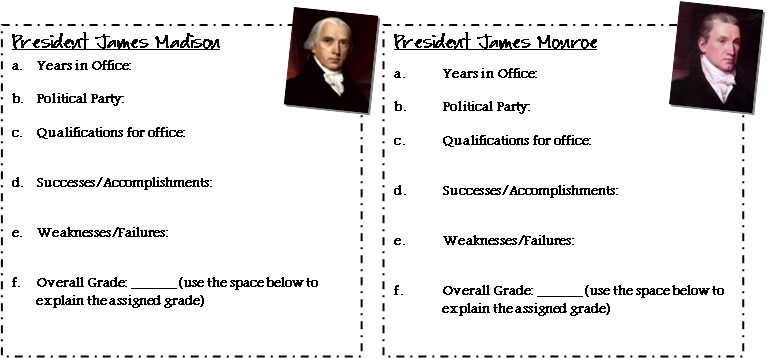 President James Madison
a. Years in Office:
b. Political Party:
c. Qualifications for office:
d. Successes/Accomplishments:
e. Weaknesses/Failures:
f. Overall Grade: ______ (use the space below to
explain the assigned grade)
President James Monroe
a. Years in Office:
b. Political Party:
c. Qualifications for office:
d. Successes/Accomplishments:
e. Weaknesses/Failures:
f. Overall Grade: ______ (use the space below to
explain the assigned grade)